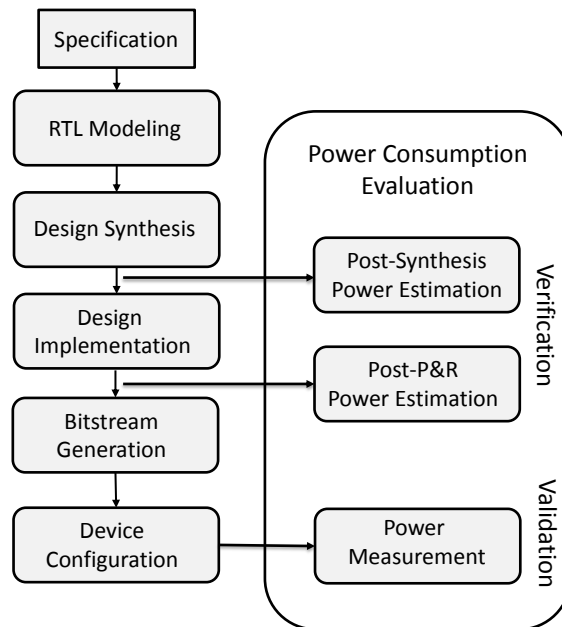 Specification
RTL Modeling
Design Synthesis
Design
Implementation
Bitstream
Generation
Device
Configuration
Power Consumption
Evaluation
Post-Synthesis
Power Estimation
Post-P&R
Power Estimation
Power
Measurement
Verification
Validation